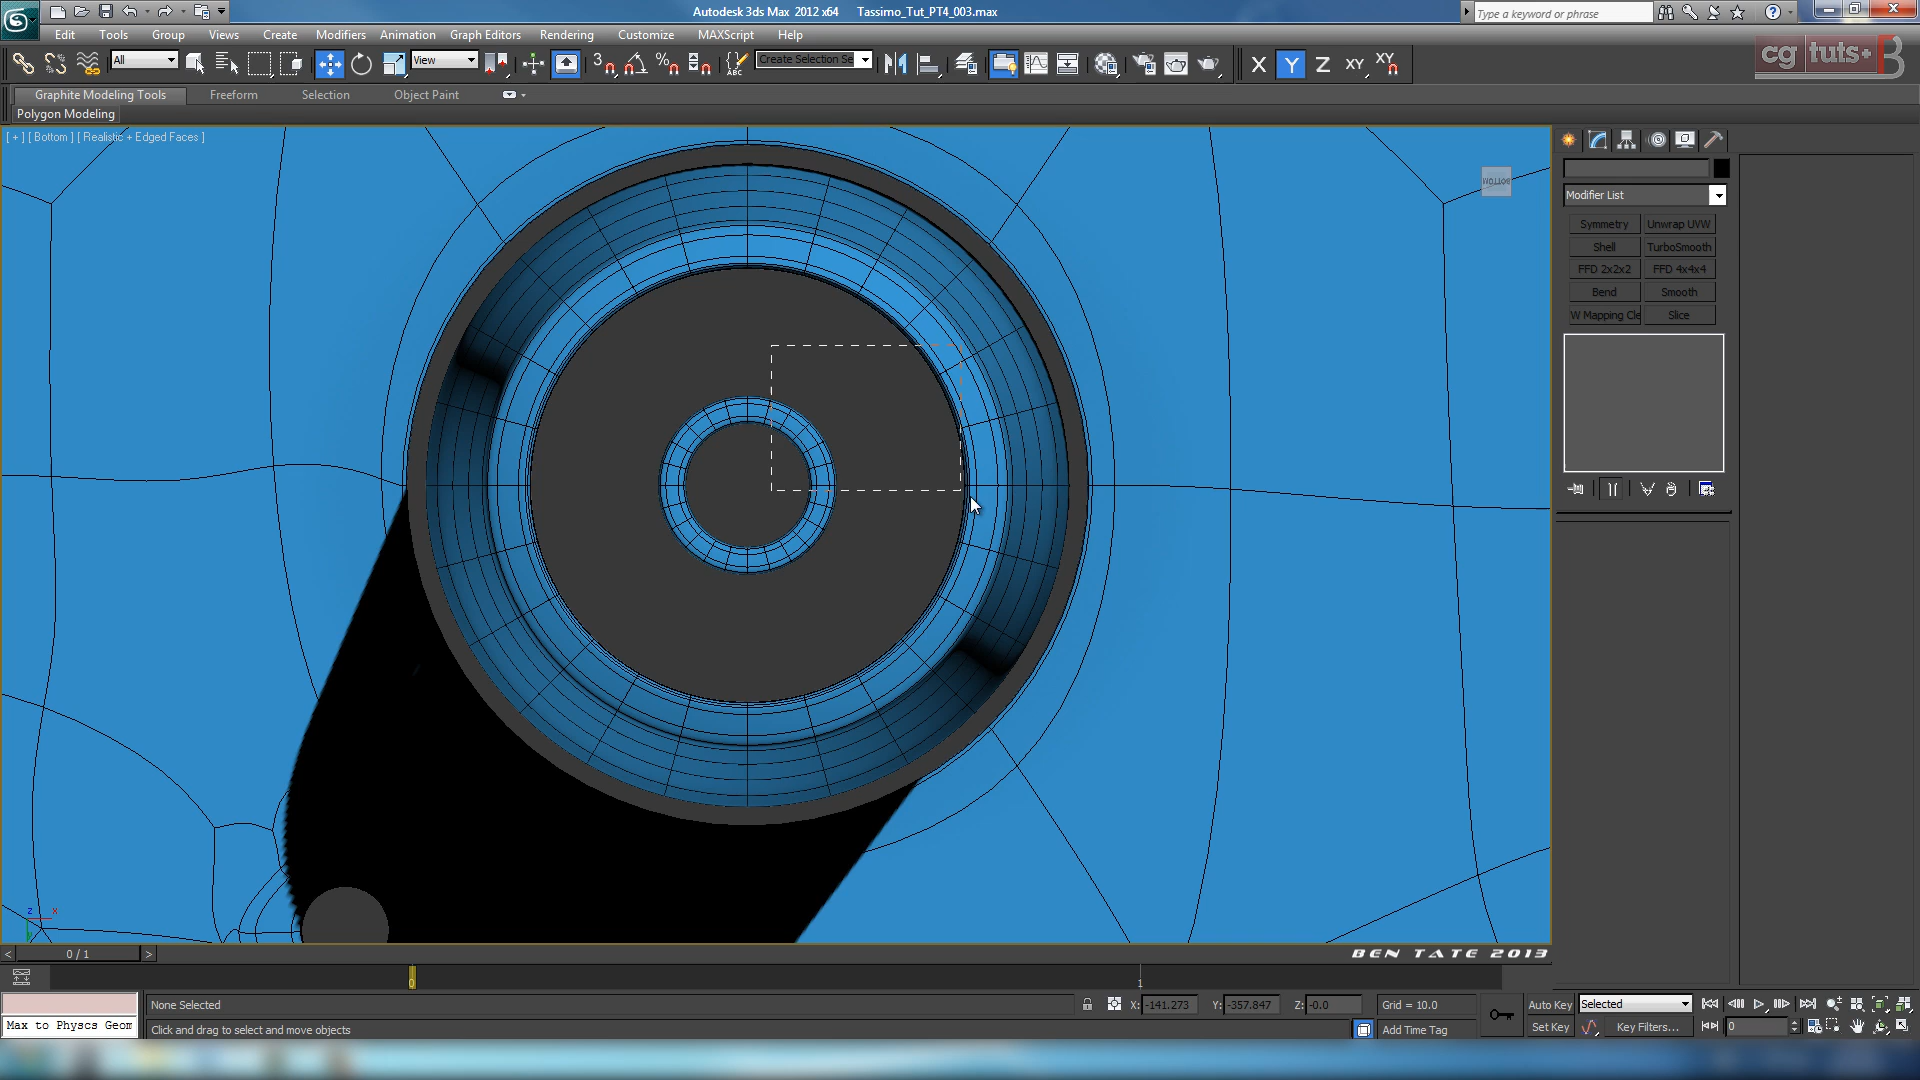 Autodesk 3ds Max 2012 x64 Tassimo_Tut_PT4_003.max
Type a keyword or phrase
Edit Tools Group Views Create Modifiers Animation Graph Editors Rendering Customize MAXScript Help
All
View
3
Create Selection Se
X Y Z XY XY
cg tuts+
Graphite Modeling Tools Freeform Selection Object Paint
Polygon Modeling
[ + ] [ Bottom ] [ Realistic + Edged Faces ]
BOTTOM
Modifier List
Symmetry Unwrap UVW
Shell TurboSmooth
FFD 2x2x2 FFD 4x4x4
Bend Smooth
W Mapping Cle Slice
z x
< 0 / 1 >
BEN TATE 2013
0 1
None Selected
X: -141.273 Y: -357.847 Z: -0.0
Grid = 10.0
Auto Key
Selected
Max to Physcs Geom
Click and drag to select and move objects
Add Time Tag
Set Key
Key Filters...
0